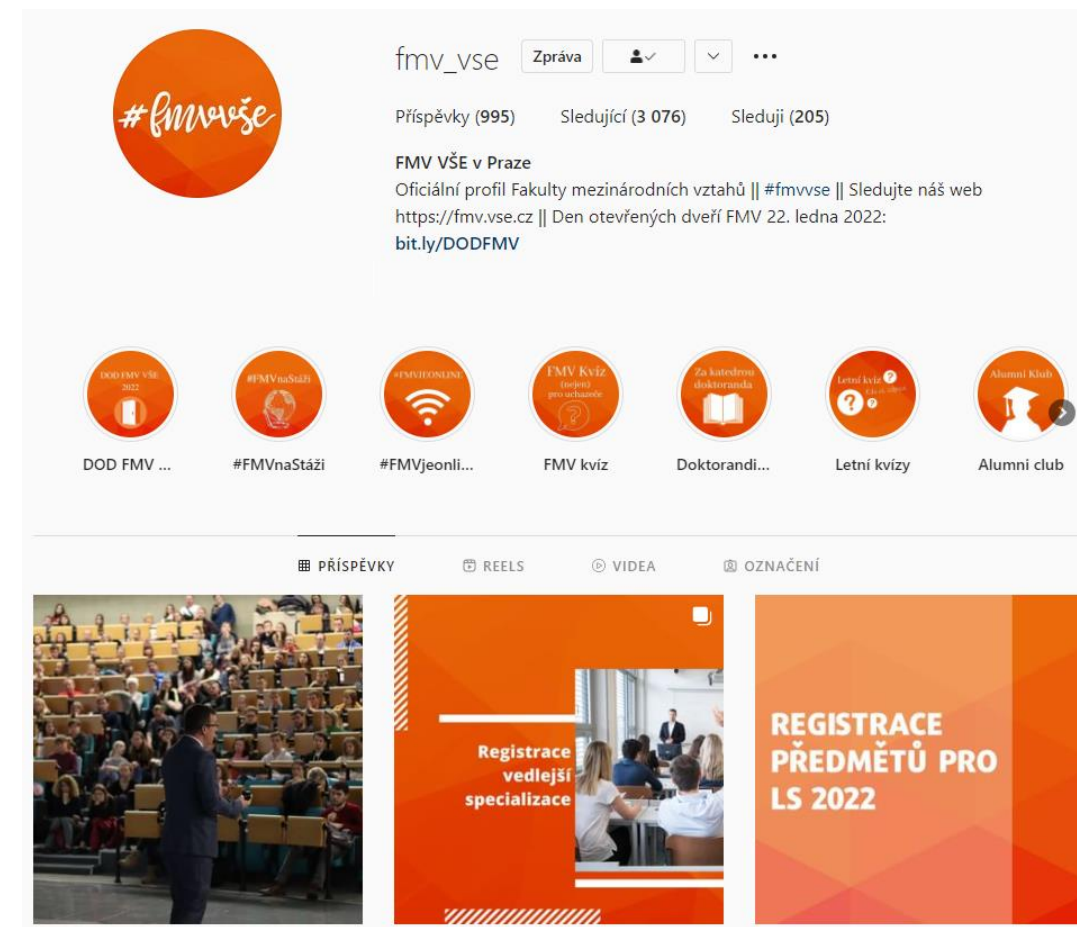 #fmvvše
fmv_vse Zpráva
Příspěvky (995) Sledující (3 076) Sleduji (205)
FMV VŠE v Praze
Oficiální profil Fakulty mezinárodních vztahů || #fmvvse || Sledujte náš web
https://fmv.vse.cz || Den otevřených dveří FMV 22. ledna 2022:
bit.ly/DODFMV
DOD FMV VŠE
2022
#FMVnaStáži
#FMVJEONLINE
FMV Kvíz
(nejen)
pro uchazeče
Za katedrou
doktoranda
Letní kvíz
Alumni Klub
DOD FMV ... #FMVnaStáži #FMVjeonli... FMV kvíz Doktorandi... Letní kvízy Alumni club
PŘÍSPĚVKY REELS VIDEA OZNAČENÍ
Registrace
vedlejší
specializace
REGISTRACE
PŘEDMĚTŮ PRO
LS 2022